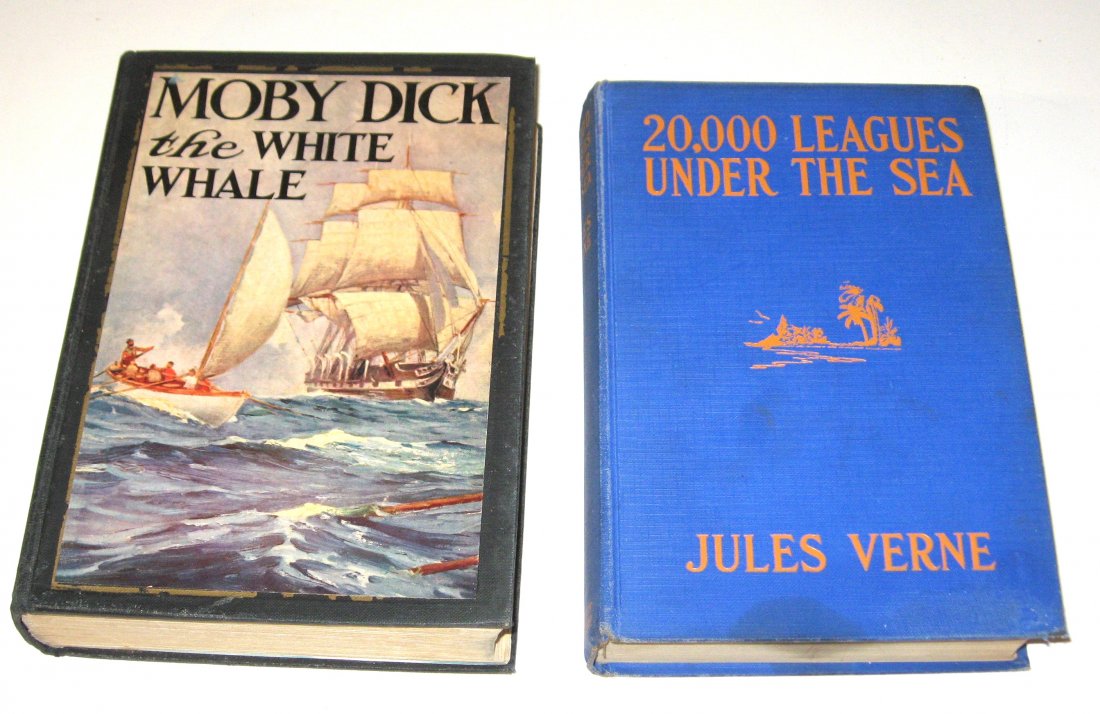 MOBY DICK
the WHITE
WHALE
20,000 LEAGUES
UNDER THE SEA
JULES VERNE